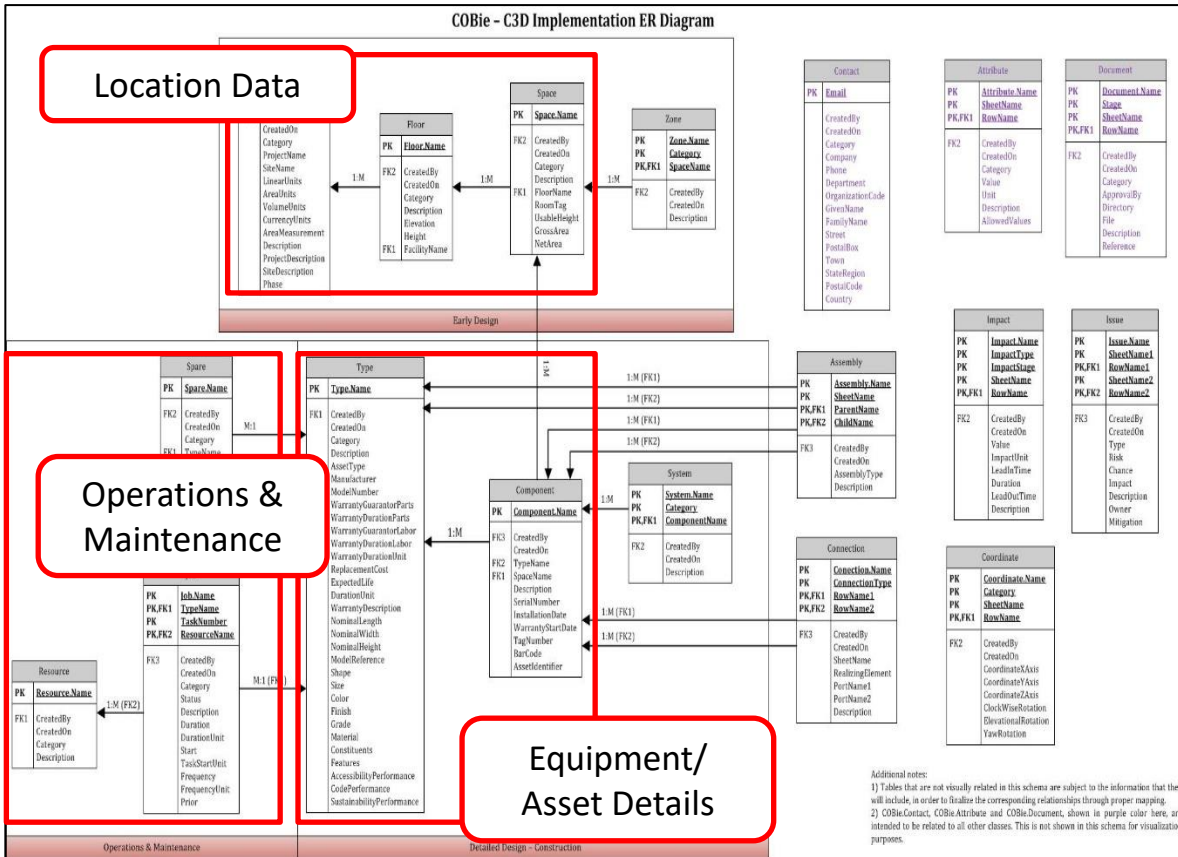 COBie – C3D Implementation ER Diagram
Location Data
CreatedOn
Category
ProjectName
SiteName
LinearUnits
AreaUnits
VolumeUnits
CurrencyUnits
AreaMeasurement
Description
ProjectDescription
SiteDescription
Phase
1:M
Floor
PK Floor.Name
FK2 CreatedBy
CreatedOn
Category
Description
Elevation
Height
FK1 FacilityName
1:M
Space
PK Space.Name
FK2 CreatedBy
CreatedOn
Category
Description
FK1 FloorName
RoomTag
UsableHeight
GrossArea
NetArea
1:M
Zone
PK Zone.Name
PK Category
PK,FK1 SpaceName
FK2 CreatedBy
CreatedOn
Description
Early Design
Contact
PK Email
CreatedBy
CreatedOn
Category
Company
Phone
Department
OrganizationCode
GivenName
FamilyName
Street
PostalBox
Town
StateRegion
PostalCode
Country
Attribute
PK Attribute.Name
PK SheetName
PK,FK1 RowName
FK2 CreatedBy
CreatedOn
Category
Value
Unit
Description
AllowedValues
Document
PK Document.Name
PK Stage
PK SheetName
PK,FK1 RowName
FK2 CreatedBy
CreatedOn
Category
ApprovalBy
Directory
File
Description
Reference
Spare
PK Spare.Name
FK2 CreatedBy
CreatedOn
Category
FK1 TypeName
M:1
Operations &
Maintenance
PK Job.Name
PK,FK1 TypeName
PK TaskNumber
PK,FK2 ResourceName
FK3 CreatedBy
CreatedOn
Category
Status
Description
Duration
DurationUnit
Start
TaskStartUnit
Frequency
FrequencyUnit
Prior
Resource
PK Resource.Name
FK1 CreatedBy
CreatedOn
Category
Description
1:M (FK2)
M:1 (FK
Operations & Maintenance
Type
PK Type.Name
FK1 CreatedBy
CreatedOn
Category
Description
AssetType
Manufacturer
ModelNumber
WarrantyGuarantorParts
WarrantyDurationParts
WarrantyGuarantorLabor
WarrantyDurationLabor
WarrantyDurationUnit
ReplacementCost
ExpectedLife
DurationUnit
WarrantyDescription
NominalLength
NominalWidth
NominalHeight
ModelReference
Shape
Size
Color
Finish
Grade
Material
Constituents
Features
AccessibilityPerformance
CodePerformance
SustainabilityPerformance
1:M
1:M
1:M (FK1)
1:M (FK2)
1:M (FK1)
1:M (FK2)
Component
PK Component.Name
FK3 CreatedBy
CreatedOn
FK2 TypeName
FK1 SpaceName
Description
SerialNumber
InstallationDate
WarrantyStartDate
TagNumber
BarCode
AssetIdentifier
1:M
System
PK System.Name
PK Category
PK,FK1 ComponentName
FK2 CreatedBy
CreatedOn
Description
1:M (FK1)
1:M (FK2)
Equipment/
Asset Details
Detailed Design – Construction
Assembly
PK Assembly.Name
PK SheetName
PK,FK1 ParentName
PK,FK2 ChildName
FK3 CreatedBy
CreatedOn
AssemblyType
Description
Connection
PK Conection.Name
PK ConnectionType
PK,FK1 RowName1
PK,FK2 RowName2
FK3 CreatedBy
CreatedOn
SheetName
RealizingElement
PortName1
PortName2
Description
Impact
PK Impact.Name
PK ImpactType
PK ImpactStage
PK SheetName
PK,FK1 RowName
FK2 CreatedBy
CreatedOn
Value
ImpactUnit
LeadInTime
Duration
LeadOutTime
Description
Issue
PK Issue.Name
PK SheetName1
PK,FK1 RowName1
PK SheetName2
PK,FK2 RowName2
FK3 CreatedBy
CreatedOn
Type
Risk
Chance
Impact
Description
Owner
Mitigation
Coordinate
PK Coordinate.Name
PK Category
PK SheetName
PK,FK1 RowName
FK2 CreatedBy
CreatedOn
CoordinateXAxis
CoordinateYAxis
CoordinateZAxis
ClockWiseRotation
ElevationalRotation
YawRotation
Additional notes:
1) Tables that are not visually related in this schema are subject to the information that the
will include, in order to finalize the corresponding relationships through proper mapping.
2) COBie.Contact, COBie.Attribute and COBie.Document, shown in purple color here, ar
intended to be related to all other classes. This is not shown in this schema for visualizatio
purposes.